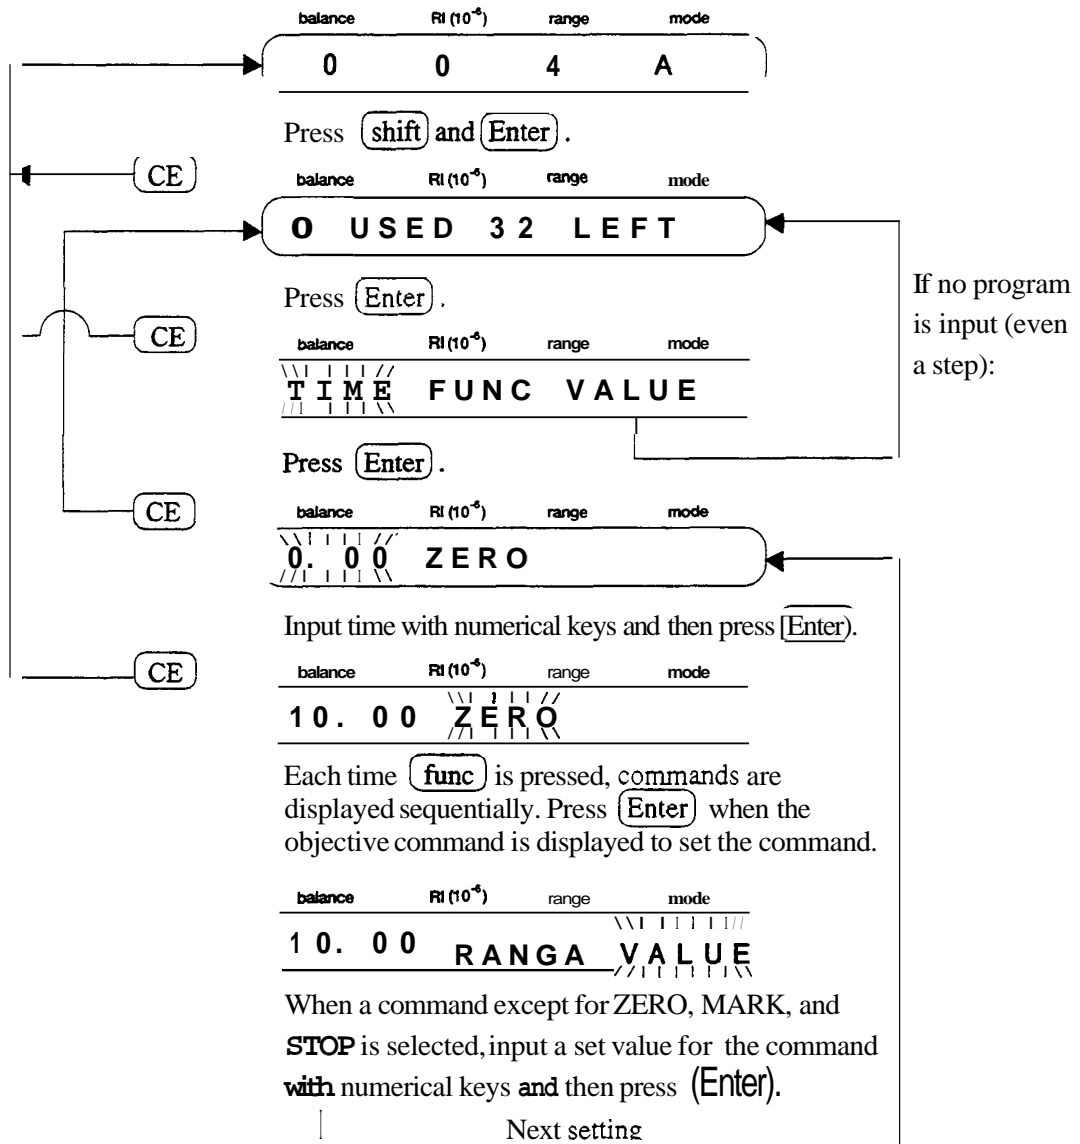 balance RI (10⁻⁶) range mode
0 0 4 A
Press shift and Enter .
CE
balance RI (10⁻⁶) range mode
0 USED 32 LEFT
Press Enter .
If no program
is input (even
a step):
CE
balance RI (10⁻⁶) range mode
TIME FUNC VALUE
Press Enter .
CE
balance RI (10⁻⁶) range mode
0. 00 ZERO
Input time with numerical keys and then press [Enter).
CE
balance RI (10⁻⁶) range mode
10. 00 ZERO
Each time func is pressed, commands are
displayed sequentially. Press Enter when the
objective command is displayed to set the command.
balance RI (10⁻⁶) range mode
10. 00 RANGA VALUE
When a command except for ZERO, MARK, and
STOP is selected, input a set value for the command
with numerical keys and then press (Enter).
Next setting